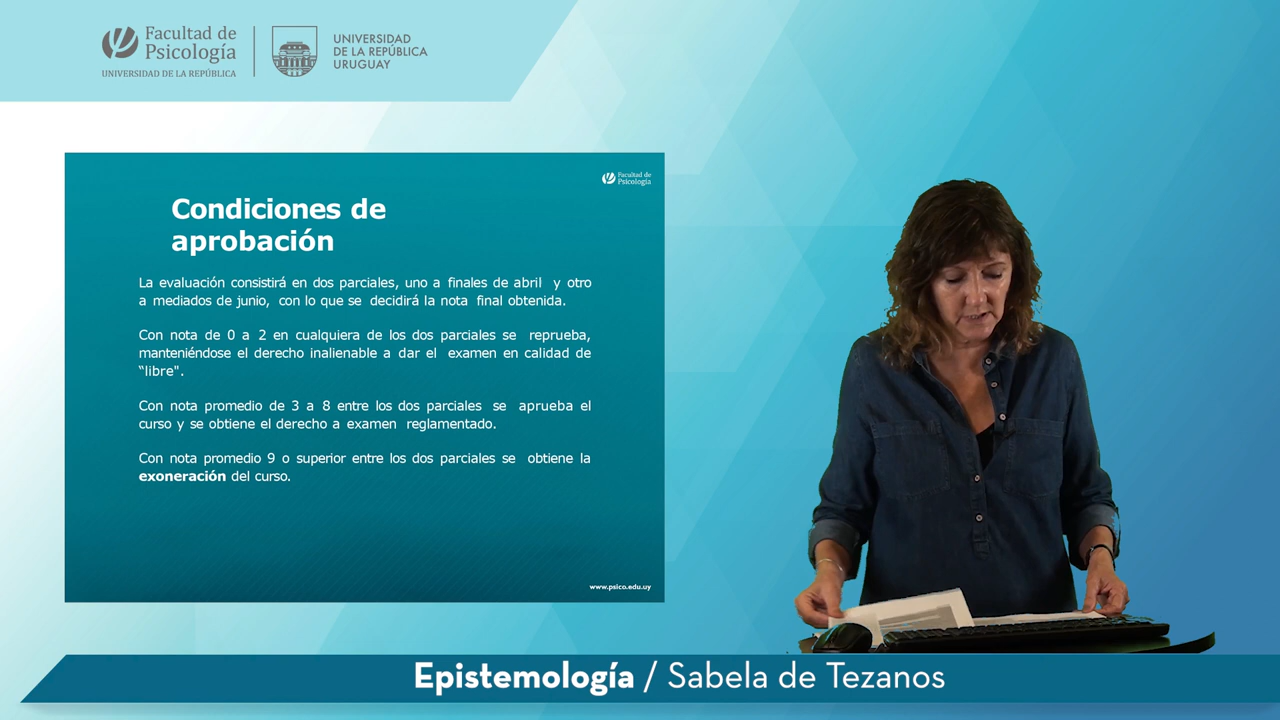 Facultad de
Psicología
UNIVERSIDAD DE LA REPÚBLICA
UNIVERSIDAD
DE LA REPÚBLICA
URUGUAY
Facultad de
Psicología
Condiciones de
aprobación
La evaluación consistirá en dos parciales, uno a finales de abril y otro
a mediados de junio, con lo que se decidirá la nota final obtenida.
Con nota de 0 a 2 en cualquiera de los dos parciales se reprueba,
manteniéndose el derecho inalienable a dar el examen en calidad de
“libre".
Con nota promedio de 3 a 8 entre los dos parciales se aprueba el
curso y se obtiene el derecho a examen reglamentado.
Con nota promedio 9 o superior entre los dos parciales se obtiene la
exoneración del curso.
www.psico.edu.uy
Epistemología / Sabela de Tezanos